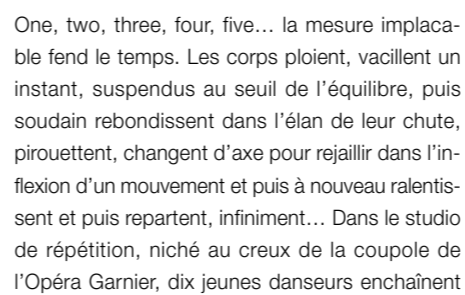 One, two, three, four, five… la mesure implaca-
ble fend le temps. Les corps ploient, vacillent un
instant, suspendus au seuil de l’équilibre, puis
soudain rebondissent dans l’élan de leur chute,
pirouettent, changent d’axe pour rejaillir dans l’in-
flexion d’un mouvement et puis à nouveau ralentis-
sent et puis repartent, infiniment… Dans le studio
de répétition, niché au creux de la coupole de
l’Opéra Garnier, dix jeunes danseurs enchaînent